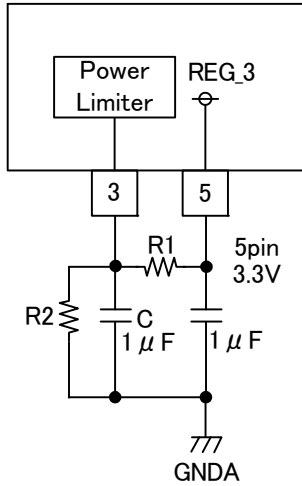 Power
Limiter
REG_3
3
5
R1
5pin
3.3V
R2
C
1μF
1μF
GNDA